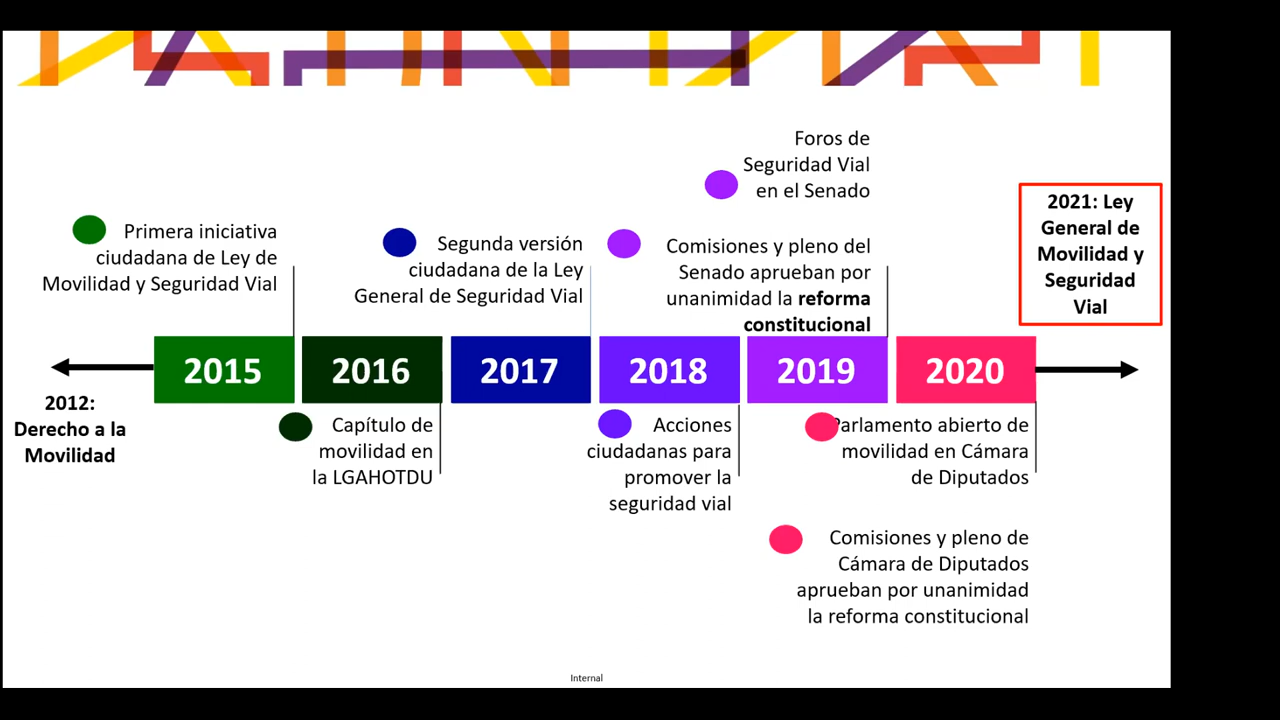 Foros de
Seguridad Vial
en el Senado
Primera iniciativa
ciudadana de Ley de
Movilidad y Seguridad Vial
Segunda versión
ciudadana de la Ley
General de Seguridad Vial
Comisiones y pleno del
Senado aprueban por
unanimidad la reforma
constitucional
2021: Ley
General de
Movilidad y
Seguridad
Vial
2015
2016
2017
2018
2019
2020
2012:
Derecho a la
Movilidad
Capítulo de
movilidad en
la LGAHOTDU
Acciones
ciudadanas para
promover la
seguridad vial
Parlamento abierto de
movilidad en Cámara
de Diputados
Comisiones y pleno de
Cámara de Diputados
aprueban por unanimidad
la reforma constitucional
Internal